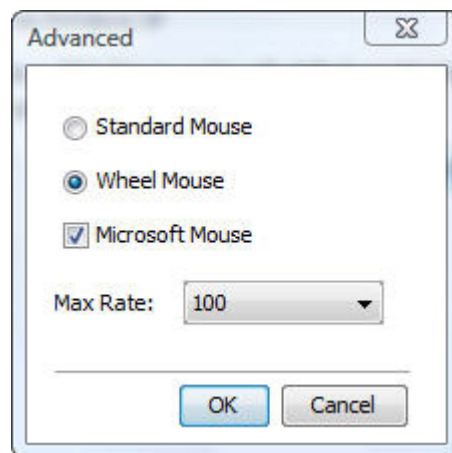 Advanced
Standard Mouse
Wheel Mouse
Microsoft Mouse
Max Rate: 100
OK Cancel